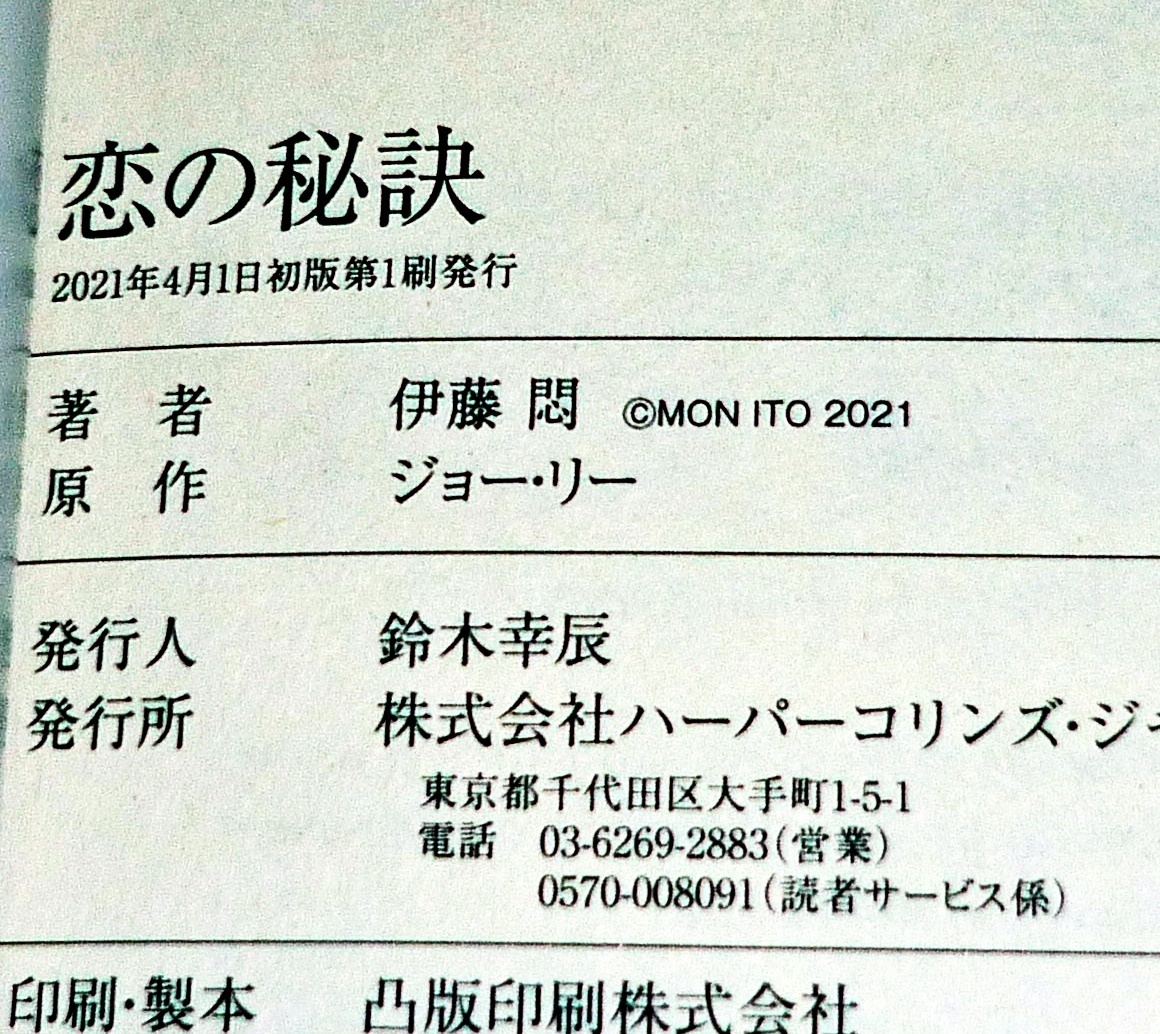 恋の秘訣
2021年4月1日初版第1刷発行
著 者 伊藤 悶 ©MON ITO 2021
原 作 ジョー・リー
発行人 鈴木幸辰
発行所 株式会社ハーパーコリンズ・ジ
東京都千代田区大手町1-5-1
電話 03-6269-2883(営業)
0570-008091(読者サービス係)
印刷・製本 凸版印刷株式会社